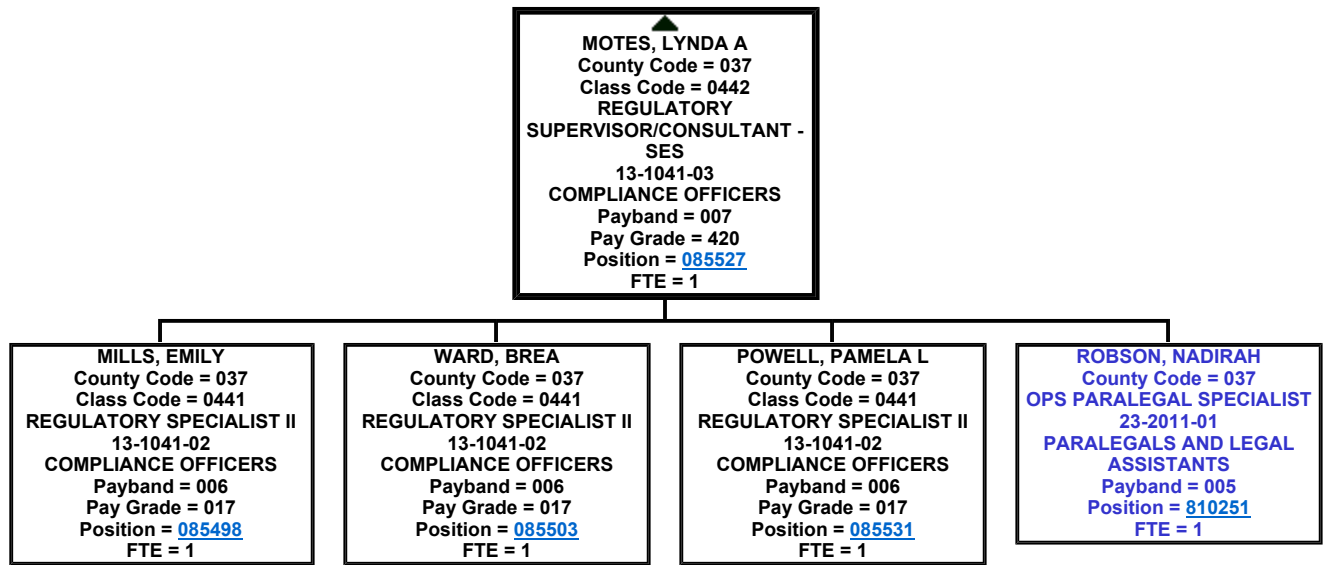 MOTES, LYNDA A
County Code = 037
Class Code = 0442
REGULATORY
SUPERVISOR/CONSULTANT -
SES
13-1041-03
COMPLIANCE OFFICERS
Payband = 007
Pay Grade = 420
Position = 085527
FTE = 1
MILLS, EMILY
County Code = 037
Class Code = 0441
REGULATORY SPECIALIST II
13-1041-02
COMPLIANCE OFFICERS
Payband = 006
Pay Grade = 017
Position = 085498
FTE = 1
WARD, BREA
County Code = 037
Class Code = 0441
REGULATORY SPECIALIST II
13-1041-02
COMPLIANCE OFFICERS
Payband = 006
Pay Grade = 017
Position = 085503
FTE = 1
POWELL, PAMELA L
County Code = 037
Class Code = 0441
REGULATORY SPECIALIST II
13-1041-02
COMPLIANCE OFFICERS
Payband = 006
Pay Grade = 017
Position = 085531
FTE = 1
ROBSON, NADIRAH
County Code = 037
OPS PARALEGAL SPECIALIST
23-2011-01
PARALEGALS AND LEGAL
ASSISTANTS
Payband = 005
Position = 810251
FTE = 1